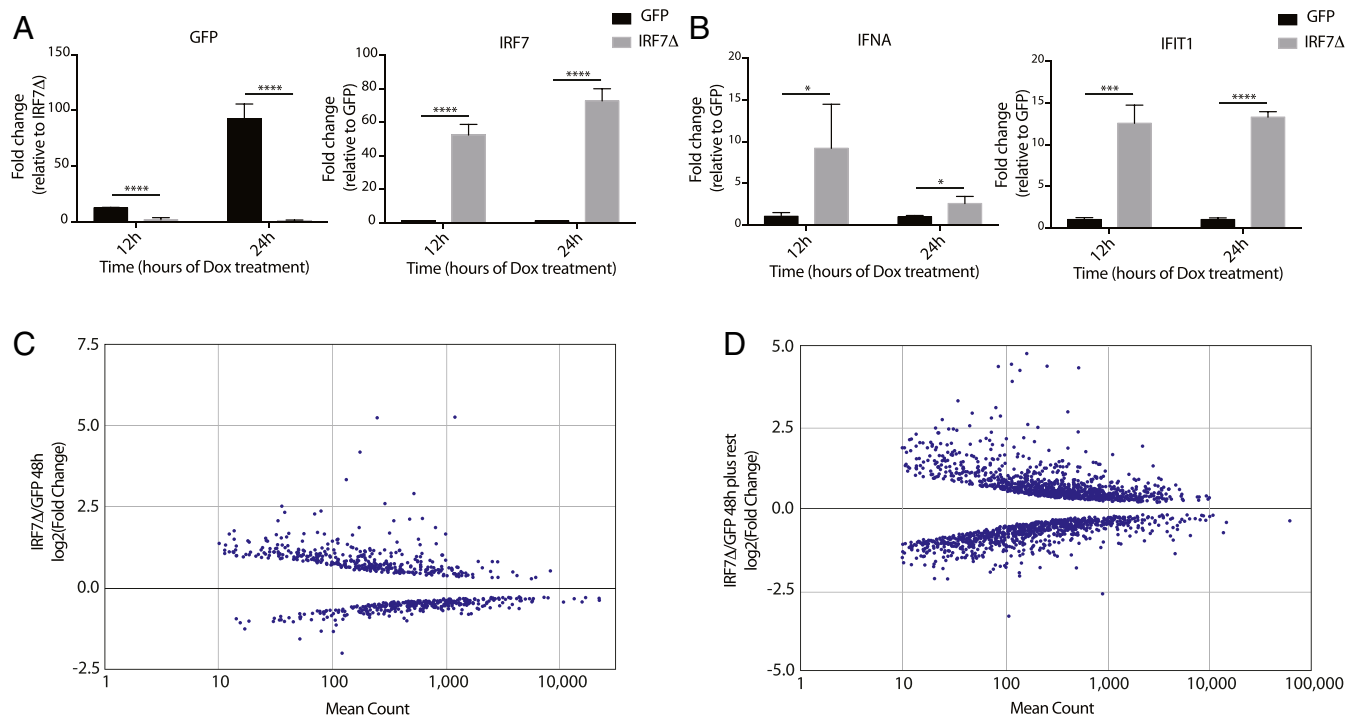 A
GFP
IRF7Δ
GFP
Fold change
(relative to IRF7Δ)
150
100
50
0
****
****
12h
24h
Time (hours of Dox treatment)
IRF7
Fold change
(relative to GFP)
100
80
60
40
20
0
****
****
12h
24h
Time (hours of Dox treatment)
B
GFP
IRF7Δ
IFNA
Fold change
(relative to GFP)
20
15
10
5
0
*
*
12h
24h
Time (hours of Dox treatment)
IFIT1
Fold change
(relative to GFP)
20
15
10
5
0
***
****
12h
24h
Time (hours of Dox treatment)
C
IRF7Δ/GFP 48h
log2(Fold Change)
7.5
5.0
2.5
0.0
-2.5
1
10
100
1,000
10,000
Mean Count
D
IRF7Δ/GFP 48h plus rest
log2(Fold Change)
5.0
2.5
0.0
-2.5
-5.0
1
10
100
1,000
10,000
100,000
Mean Count